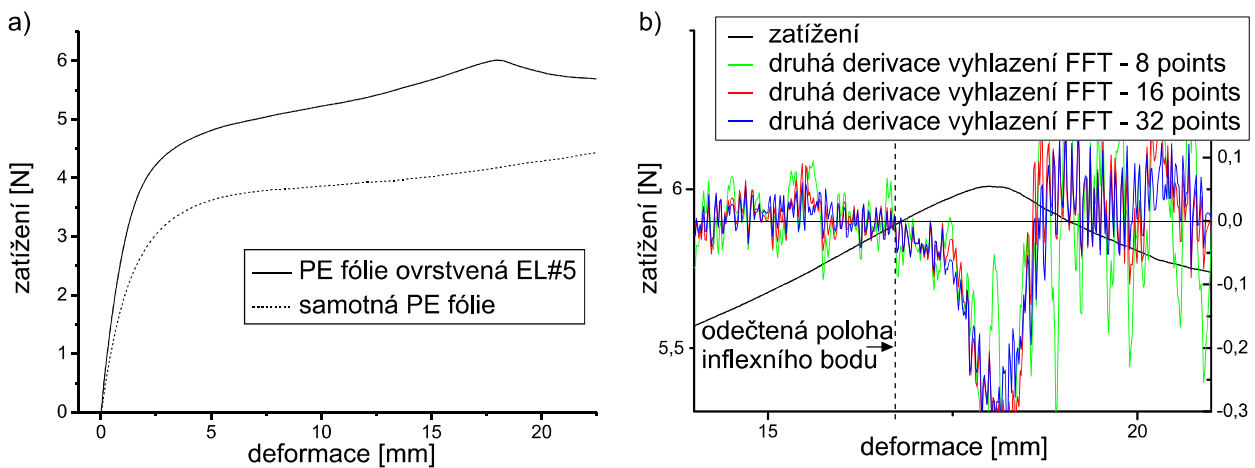 a)
zatížení [N]
6
5
4
3
2
1
0
PE fólie ovrstvená EL#5
samotná PE fólie
0 5 10 15 20
deformace [mm]
b)
zatížení
druhá derivace vyhlazení FFT - 8 points
druhá derivace vyhlazení FFT - 16 points
druhá derivace vyhlazení FFT - 32 points
zatížení [N]
6
5,5
odečtená poloha
inflexního bodu
0,1
0,0
-0,1
-0,2
-0,3
15 20
deformace [mm]